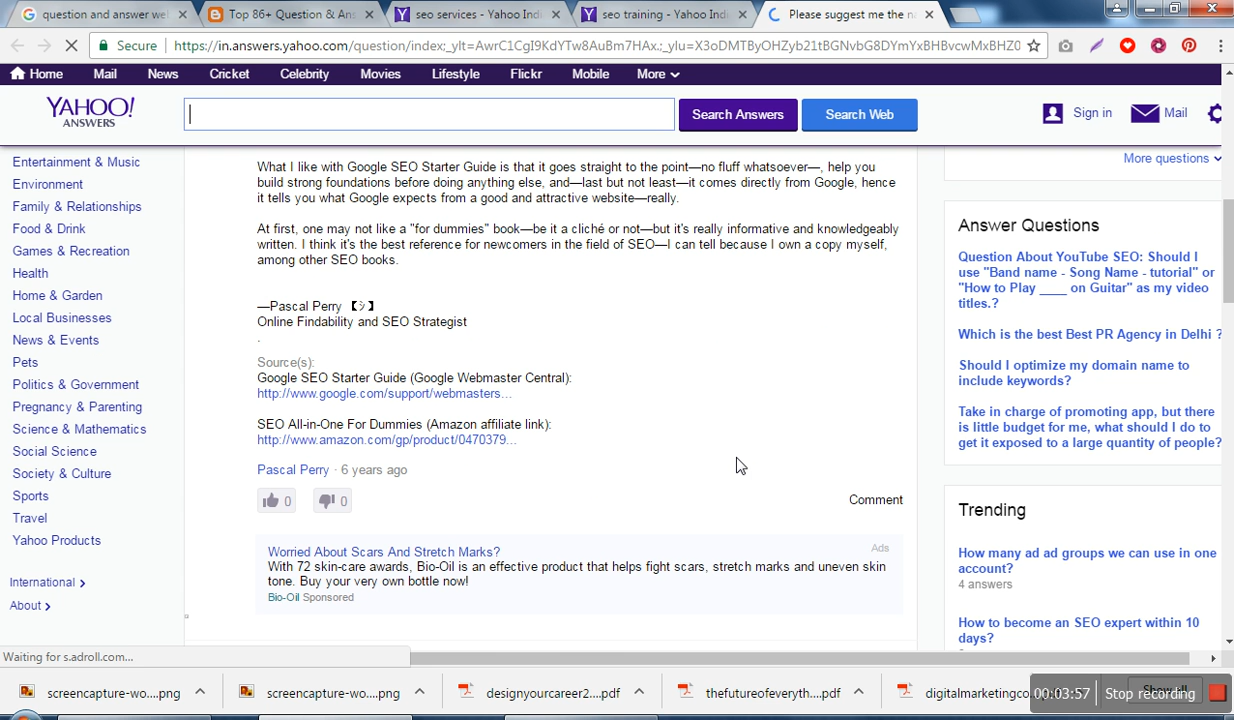 question and answer we
Top 86+ Question & Ans
seo services - Yahoo Indi
seo training - Yahoo Indi
Please suggest me the n
Secure
https://in.answers.yahoo.com/question/index;_ylt=AwrC1CgI9KdYTw8AuBm7HAx.;_ylu=X3oDMTByOHZyb21tBGNvbG8DYmYxBHBvcwMxBHZ0
Home Mail News Cricket Celebrity Movies Lifestyle Flickr Mobile More
YAHOO!
ANSWERS
Search Answers
Search Web
Sign in
Mail
Entertainment & Music
Environment
Family & Relationships
Food & Drink
Games & Recreation
Health
Home & Garden
Local Businesses
News & Events
Pets
Politics & Government
Pregnancy & Parenting
Science & Mathematics
Social Science
Society & Culture
Sports
Travel
Yahoo Products
International
About
What I like with Google SEO Starter Guide is that it goes straight to the point—no fluff whatsoever—, help you
build strong foundations before doing anything else, and—last but not least—it comes directly from Google, hence
it tells you what Google expects from a good and attractive website—really.
At first, one may not like a "for dummies" book—be it a cliché or not—but it's really informative and knowledgeably
written. I think it's the best reference for newcomers in the field of SEO—I can tell because I own a copy myself,
among other SEO books.
—Pascal Perry 【ツ】
Online Findability and SEO Strategist
.
Source(s):
Google SEO Starter Guide (Google Webmaster Central):
http://www.google.com/support/webmasters...
SEO All-in-One For Dummies (Amazon affiliate link):
http://www.amazon.com/gp/product/0470379...
Pascal Perry · 6 years ago
0 0
Comment
Worried About Scars And Stretch Marks?
Ads
With 72 skin-care awards, Bio-Oil is an effective product that helps fight scars, stretch marks and uneven skin
tone. Buy your very own bottle now!
Bio-Oil Sponsored
More questions
Answer Questions
Question About YouTube SEO: Should I
use "Band name - Song Name - tutorial" or
"How to Play ____ on Guitar" as my video
titles.?
Which is the best Best PR Agency in Delhi ?
Should I optimize my domain name to
include keywords?
Take in charge of promoting app, but there
is little budget for me, what should I do to
get it exposed to a large quantity of people?
Trending
How many ad ad groups we can use in one
account?
4 answers
How to become an SEO expert within 10
days?
Waiting for s.adroll.com...
screencapture-wo....png
screencapture-wo....png
designyourcareer2....pdf
thefutureofeveryth....pdf
digitalmarketingco
00:03:57 Stop recording